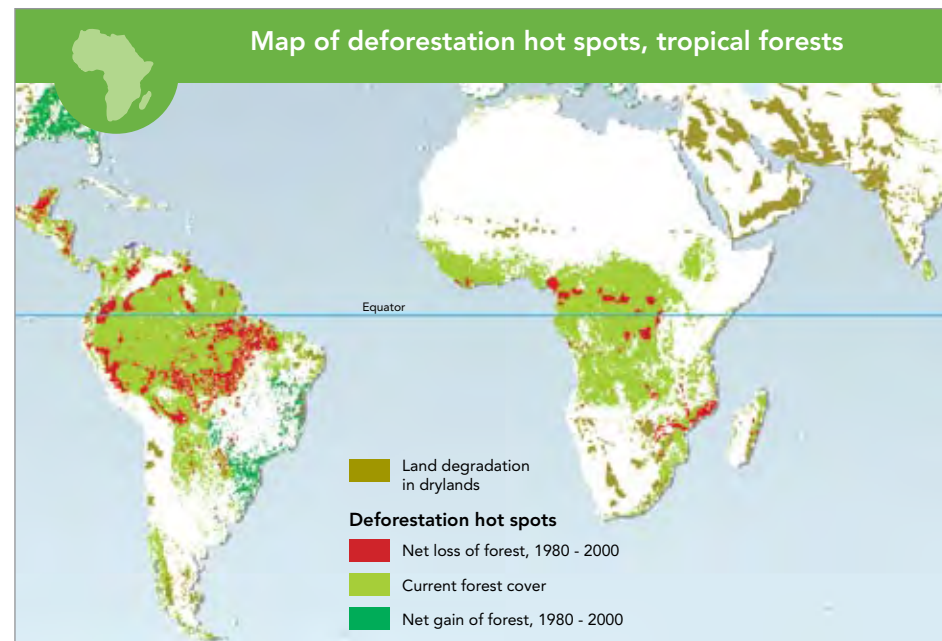 Map of deforestation hot spots, tropical forests
Equator
Land degradation
in drylands
Deforestation hot spots
Net loss of forest, 1980 - 2000
Current forest cover
Net gain of forest, 1980 - 2000